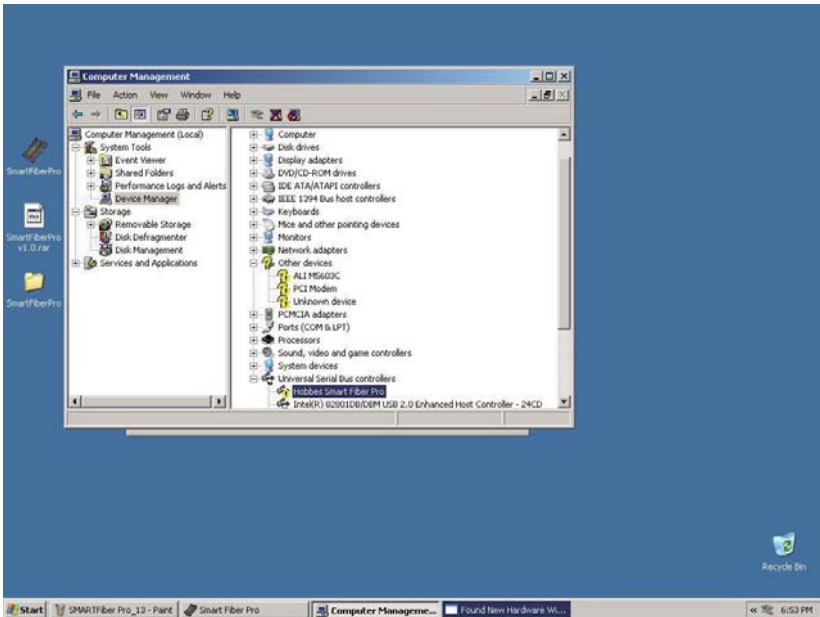 Computer Management
File Action View Window Help
Computer Management (Local)
System Tools
Event Viewer
Shared Folders
Performance Logs and Alerts
Device Manager
Storage
Removable Storage
Disk Defragmenter
Disk Management
Services and Applications
Computer
Disk drives
Display adapters
DVD/CD-ROM drives
IDE ATA/ATAPI controllers
IEEE 1394 Bus host controllers
Keyboards
Mice and other pointing devices
Monitors
Network adapters
Other devices
ALI M5603C
PCI Modem
Unknown device
PCMCIA adapters
Ports (COM & LPT)
Processors
Sound, video and game controllers
System devices
Universal Serial Bus controllers
Hobbes Smart Fiber Pro
Intel(R) 82801DB/DBM USB 2.0 Enhanced Host Controller - 24CD
SmartFiberPro
SmartFiberPro
v1.0.rar
SmartFiberPro
Recycle Bin
Start
SMARTFiber Pro_13 - Paint
Smart Fiber Pro
Computer Manageme...
Found New Hardware Wi...
6:53 PM